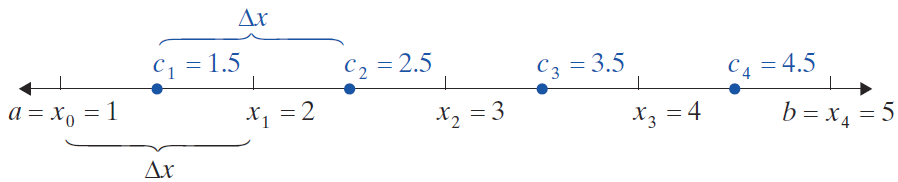 Δx
c₁ = 1.5 c₂ = 2.5 c₃ = 3.5 c₄ = 4.5
a = x₀ = 1 x₁ = 2 x₂ = 3 x₃ = 4 b = x₄ = 5
Δx